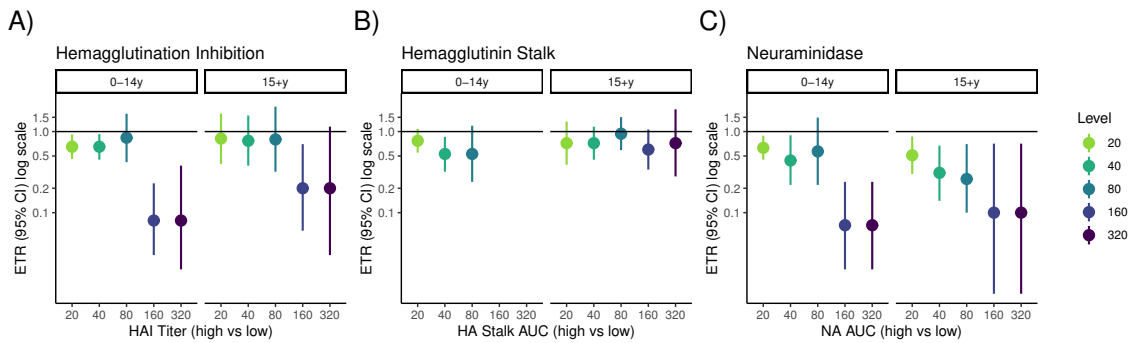 A)
Hemagglutination Inhibition
0−14y
15+y
ETR (95% CI) log scale
1.5
1.0
0.5
0.2
0.1
20
40
80
160
320
20
40
80
160
320
HAI Titer (high vs low)
B)
Hemagglutinin Stalk
0−14y
15+y
ETR (95% CI) log scale
1.5
1.0
0.5
0.2
0.1
20
40
80
160
320
20
40
80
160
320
HA Stalk AUC (high vs low)
C)
Neuraminidase
0−14y
15+y
ETR (95% CI) log scale
1.5
1.0
0.5
0.2
0.1
20
40
80
160
320
20
40
80
160
320
NA AUC (high vs low)
Level
20
40
80
160
320